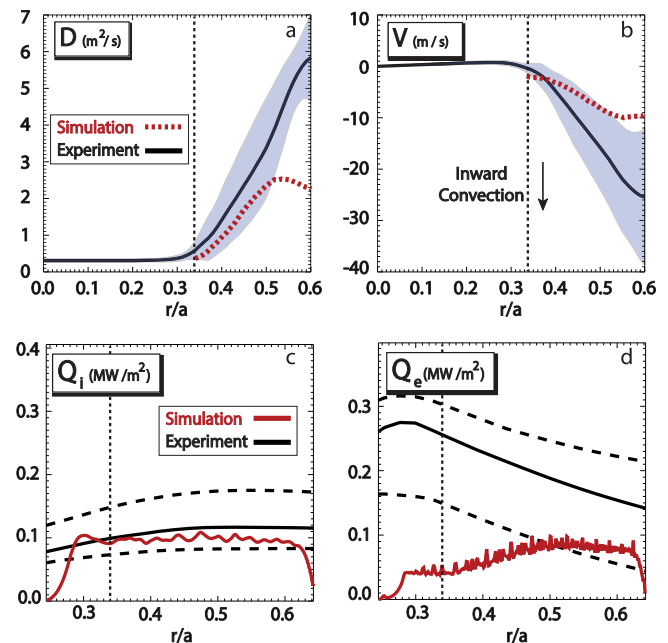 D (m²/s) a
7
6
5
4
3
2
1
0
Simulation
Experiment
0.0 0.1 0.2 0.3 0.4 0.5 0.6
r/a
V (m/s) b
10
0
-10
-20
-30
-40
Inward
Convection
0.0 0.1 0.2 0.3 0.4 0.5 0.6
r/a
Qi (MW/m²) c
0.4
0.3
0.2
0.1
0.0
Simulation
Experiment
0.3 0.4 0.5 0.6
r/a
Qe (MW/m²) d
0.3
0.2
0.1
0.0
0.3 0.4 0.5 0.6
r/a